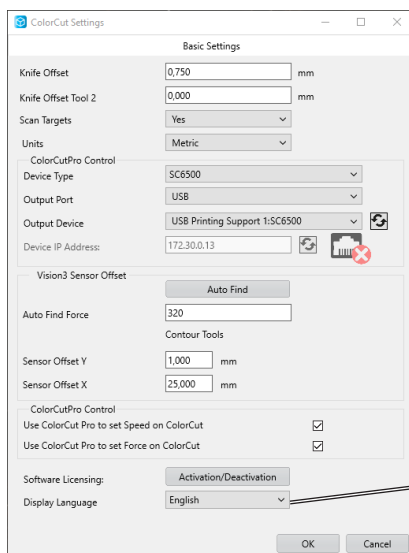 ColorCut Settings
Basic Settings
Knife Offset 0,750 mm
Knife Offset Tool 2 0,000 mm
Scan Targets Yes
Units Metric
ColorCutPro Control
Device Type SC6500
Output Port USB
Output Device USB Printing Support 1:SC6500
Device IP Address: 172.30.0.13
Vision3 Sensor Offset
Auto Find
Auto Find Force 320
Contour Tools
Sensor Offset Y 1,000 mm
Sensor Offset X 25,000 mm
ColorCutPro Control
Use ColorCut Pro to set Speed on ColorCut
Use ColorCut Pro to set Force on ColorCut
Software Licensing: Activation/Deactivation
Display Language English
OK Cancel